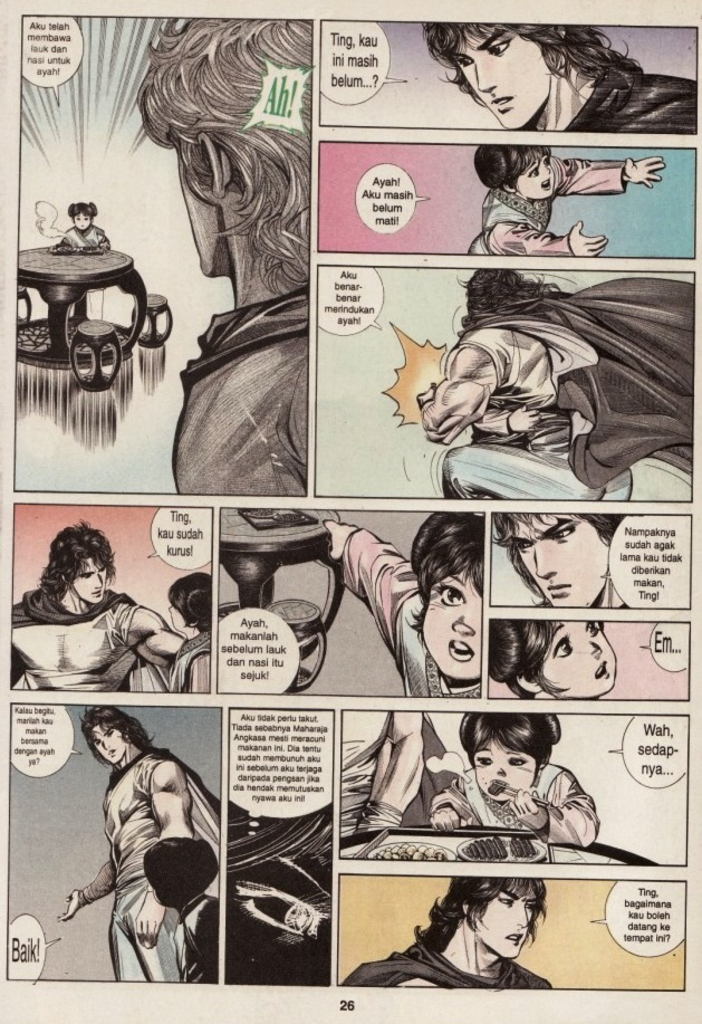 Aku telah
membawa
lauk dan
nasi untuk
ayah!
Ah!
Ting, kau
ini masih
belum...?
Ayah!
Aku masih
belum
mati!
Aku
benar-
benar
merindukan
ayah!
Ting,
kau sudah
kurus!
Ayah,
makanlah
sebelum lauk
dan nasi itu
sejuk!
Nampaknya
sudah agak
lama kau tidak
diberikan
makan,
Ting!
Em...
Kalau begitu,
marilah kau
makan
bersama
dengan ayah
ya?
Baik!
Aku tidak perlu takut.
Tiada sebabnya Maharaja
Angkasa mesti meracuni
makanan ini. Dia tentu
sudah membunuh aku
ini sebelum aku terjaga
daripada pengsan jika
dia hendak memutuskan
nyawa aku ini!
Wah,
sedap-
nya...
Ting,
bagaimana
kau boleh
datang ke
tempat ini?
26